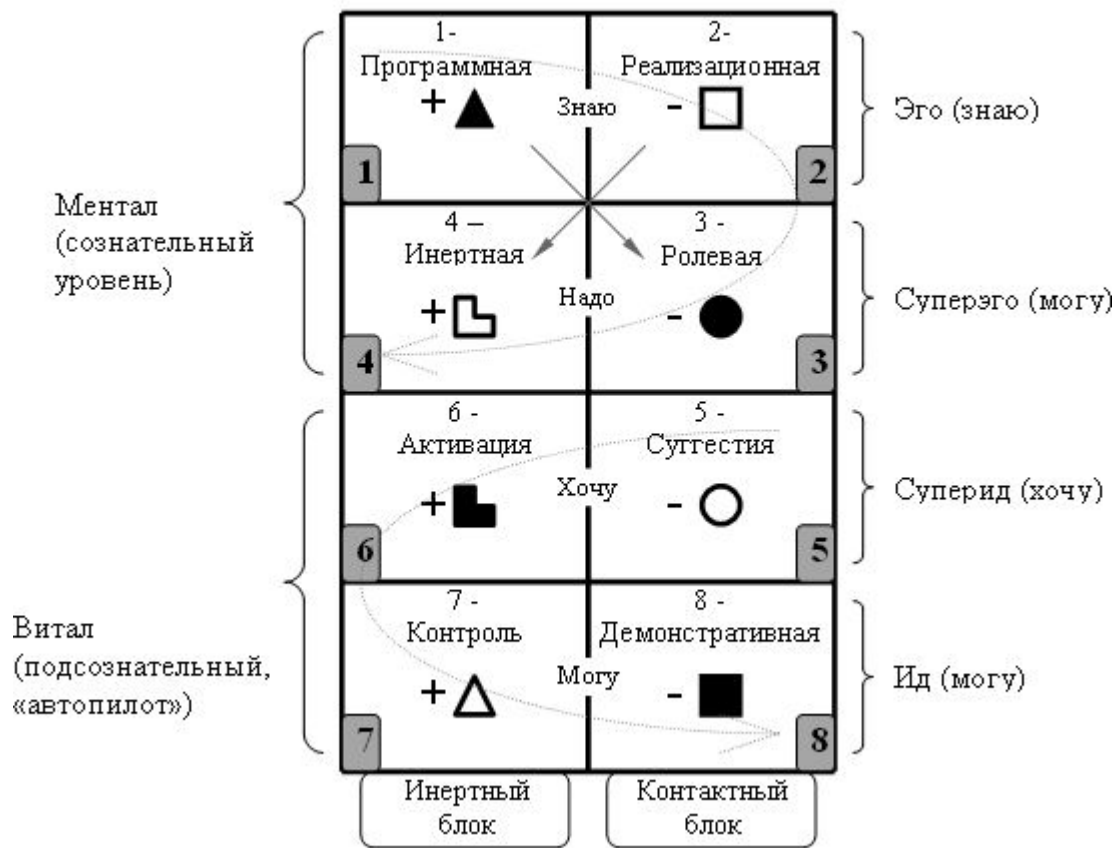 1-
Программная
+
Знаю
2-
Реализационная
-
1
2
Эго (знаю)
Ментал
(сознательный
уровень)
4 –
Инертная
+
Надо
3 -
Ролевая
-
4
3
Суперэго (могу)
6 -
Активация
+
Хочу
5 -
Суггестия
-
6
5
Суперид (хочу)
Витал
(подсознательный,
«автопилот»)
7 -
Контроль
+
Могу
8 -
Демонстративная
-
7
8
Ид (могу)
Инертный
блок
Контактный
блок